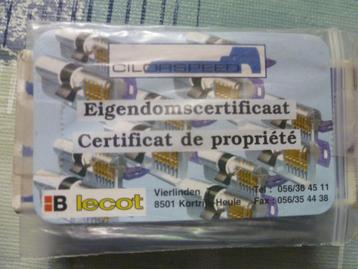 CILORSPEED
Eigendomscertificaat
Certificat de propriété
B lecot
Vierlinden Tel : 056/36 45 11
8501 Kortrijk-Heule Fax : 056/35 44 38